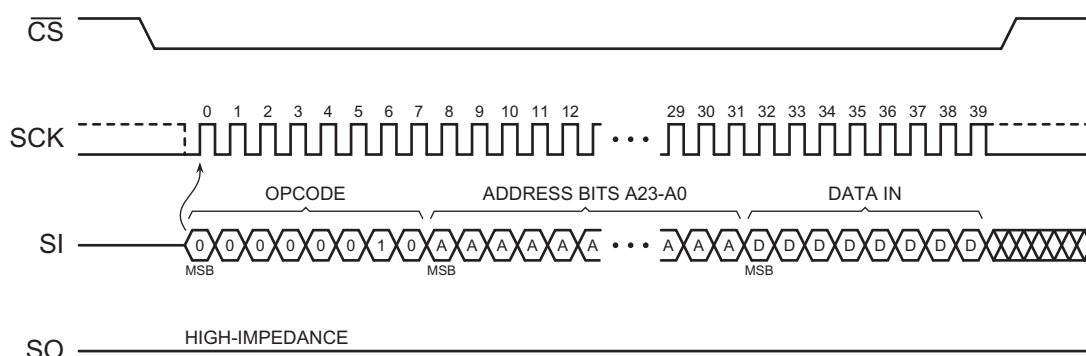 CS
0 1 2 3 4 5 6 7 8 9 10 11 12 29 30 31 32 33 34 35 36 37 38 39
SCK
OPCODE ADDRESS BITS A23-A0 DATA IN
SI 0 0 0 0 0 0 1 0 A A A A A A A A A D D D D D D D D
MSB MSB MSB
HIGH-IMPEDANCE
SO